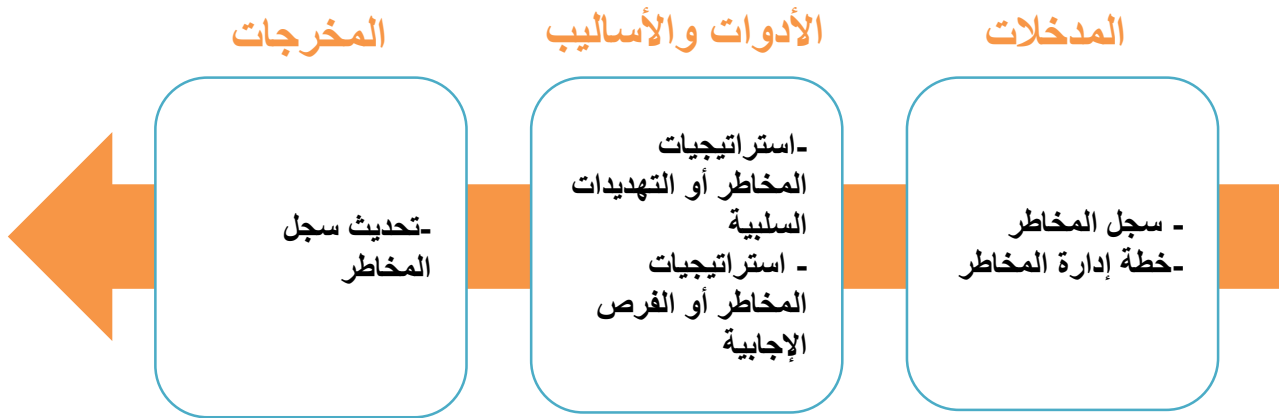 المدخلات
- سجل المخاطر
-خطة إدارة المخاطر
الأدوات والأساليب
-استراتيجيات
المخاطر أو التهديدات
السلبية
- استراتيجيات
المخاطر أو الفرص
الإجابية
المخرجات
-تحديث سجل
المخاطر